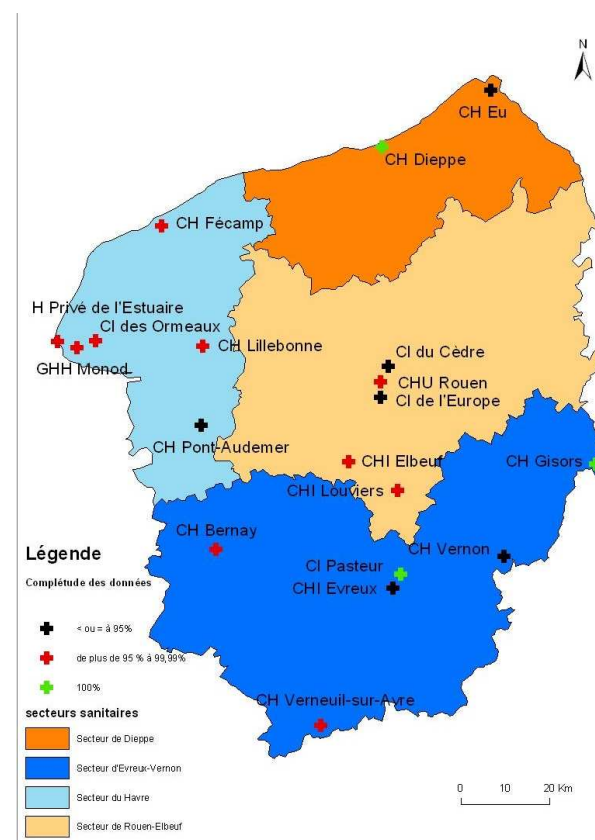 N
CH Eu
CH Dieppe
CH Fécamp
H Privé de l'Estuaire
Cl des Ormeaux
GHH Monod
CH Lillebonne
Cl du Cèdre
CHU Rouen
Cl de l'Europe
CH Pont-Audemer
CHI Elbeuf
CH Gisors
CHI Louviers
CH Bernay
CH Vernon
Cl Pasteur
CHI Evreux
CH Verneuil-sur-Avre
Légende
Complétude des données
< ou = à 95%
de plus de 95 % à 99,99%
100%
secteurs sanitaires
Secteur de Dieppe
Secteur d'Evreux-Vernon
Secteur du Havre
Secteur de Rouen-Elbeuf
0 10 20 Km